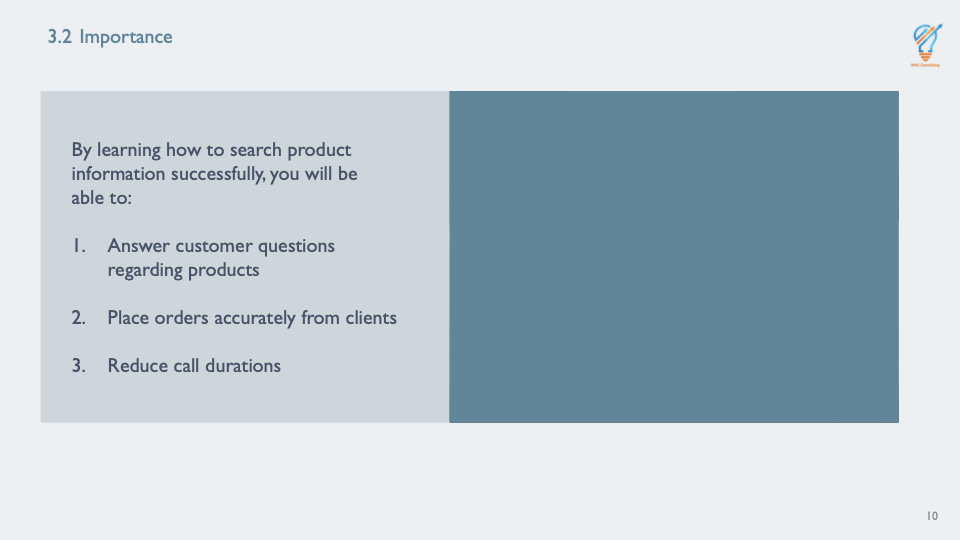 3.2 Importance
By learning how to search product
information successfully, you will be
able to:
1. Answer customer questions
regarding products
2. Place orders accurately from clients
3. Reduce call durations
10